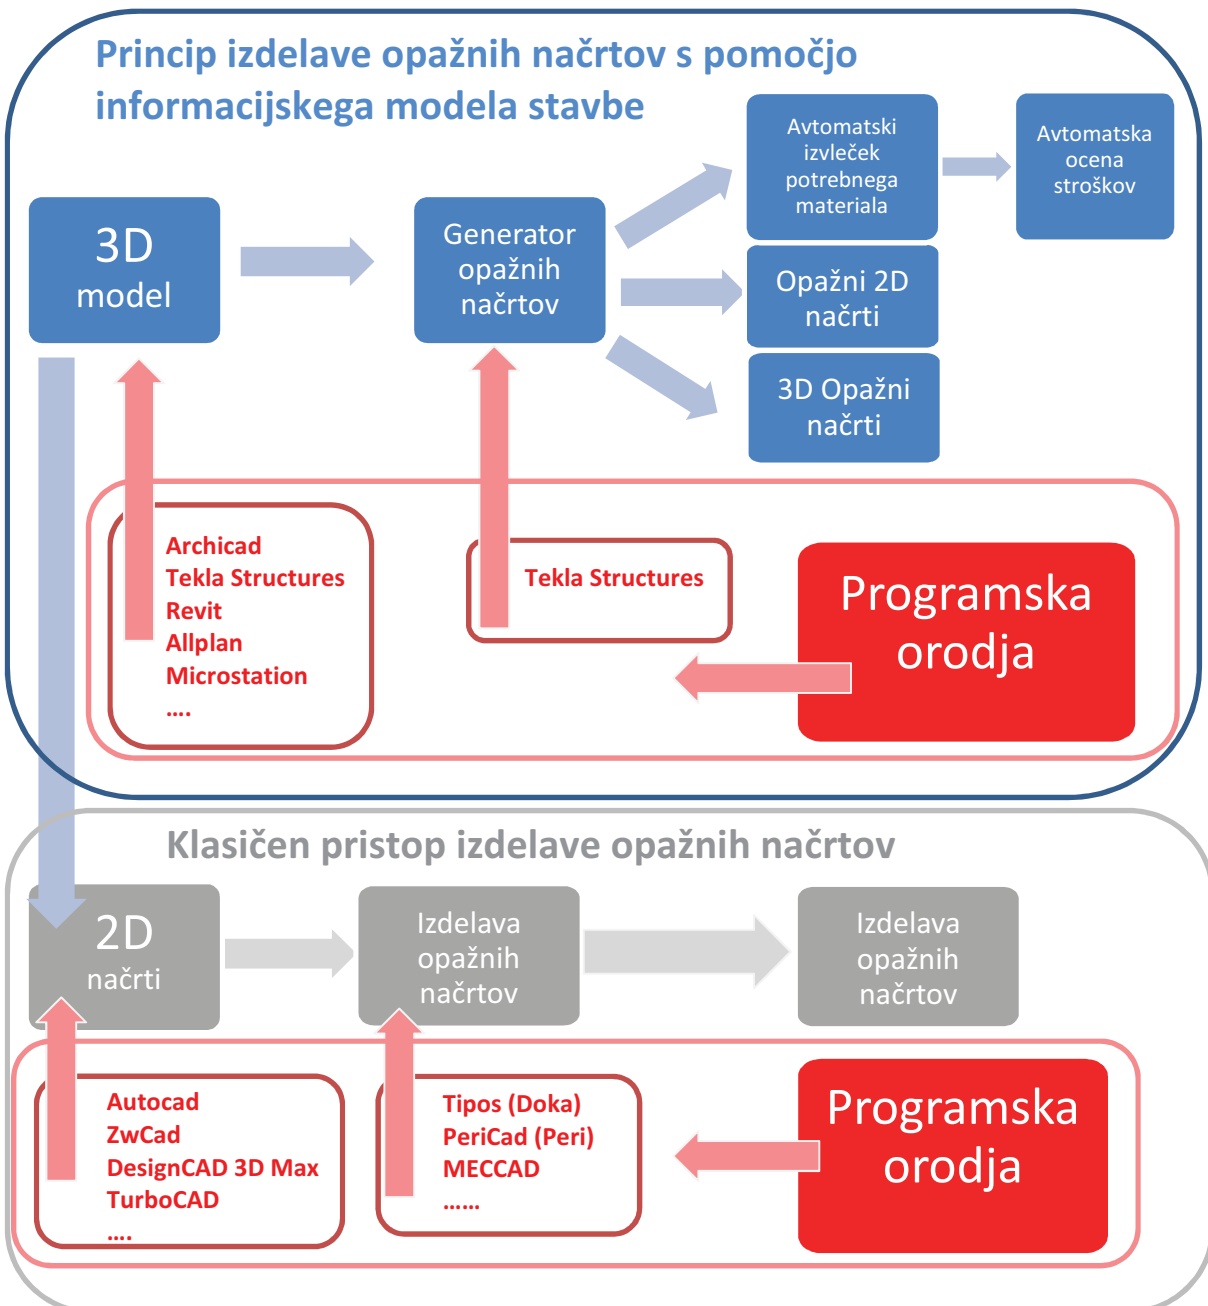 Princip izdelave opažnih načrtov s pomočjo
informacijskega modela stavbe
3D
model
Generator
opažnih
načrtov
Avtomatski
izvleček
potrebnega
materiala
Avtomatska
ocena
stroškov
Opažni 2D
načrti
3D Opažni
načrti
Archicad
Tekla Structures
Revit
Allplan
Microstation
....
Tekla Structures
Programska
orodja
Klasičen pristop izdelave opažnih načrtov
2D
načrti
Izdelava
opažnih
načrtov
Izdelava
opažnih
načrtov
Autocad
ZwCad
DesignCAD 3D Max
TurboCAD
....
Tipos (Doka)
PeriCad (Peri)
MECCAD
......
Programska
orodja